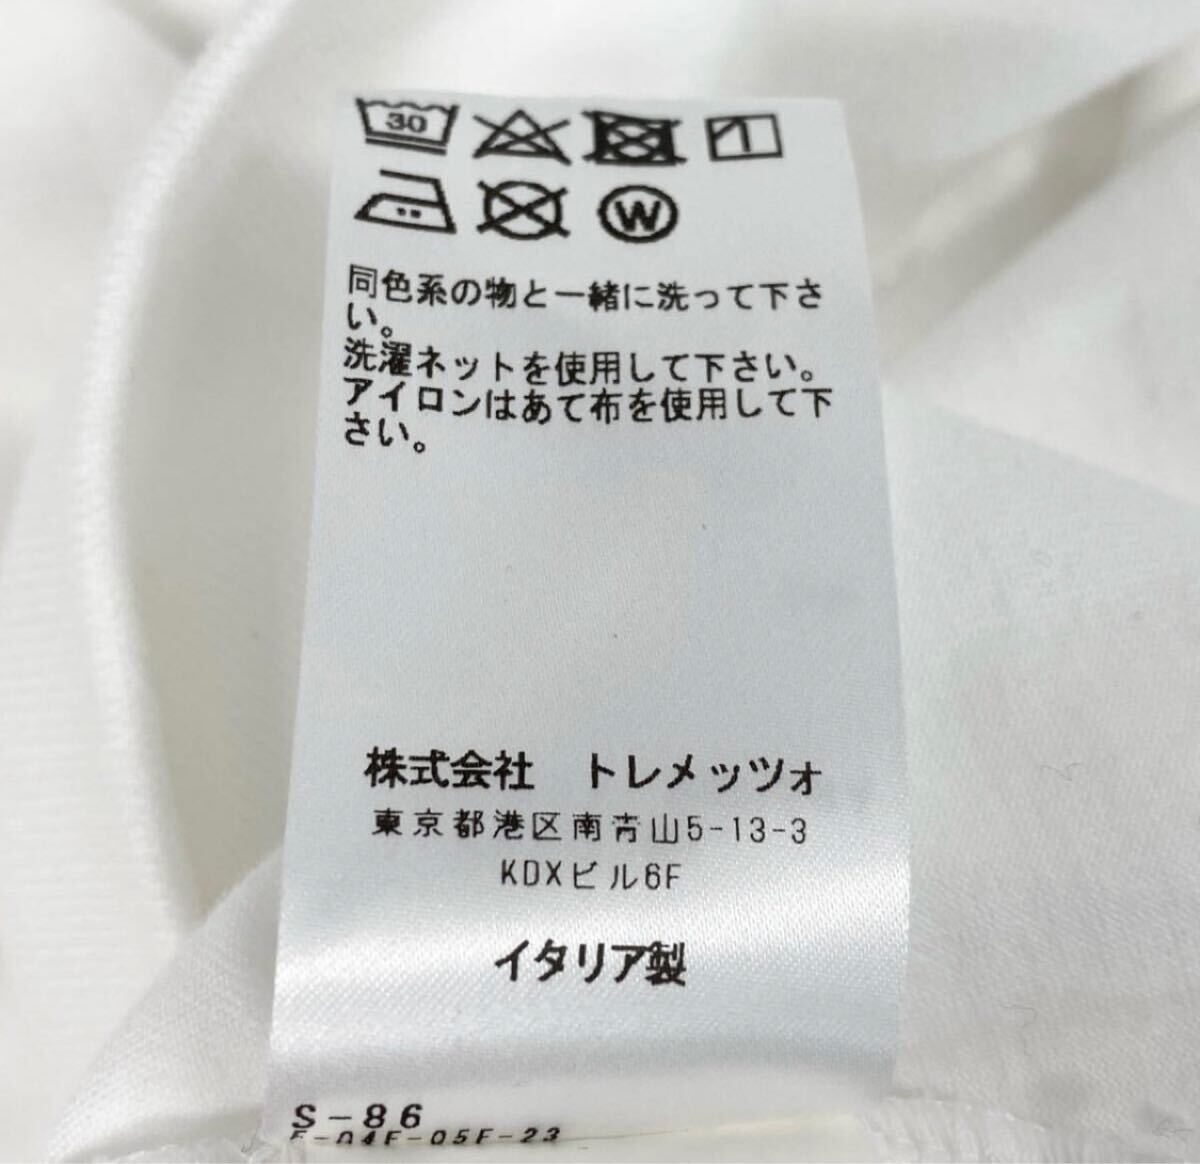 30
W
同色系の物と一緒に洗って下さ
い。
洗濯ネットを使用して下さい。
アイロンはあて布を使用して下
さい。
株式会社　トレメッツォ
東京都港区南青山5-13-3
KDXビル6F
イタリア製
S-86